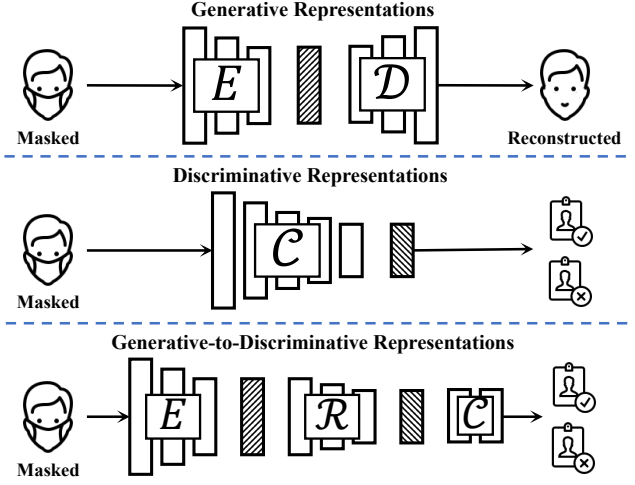 Generative Representations
E
D
Masked
Reconstructed
Discriminative Representations
C
Masked
Generative-to-Discriminative Representations
E
R
C
Masked